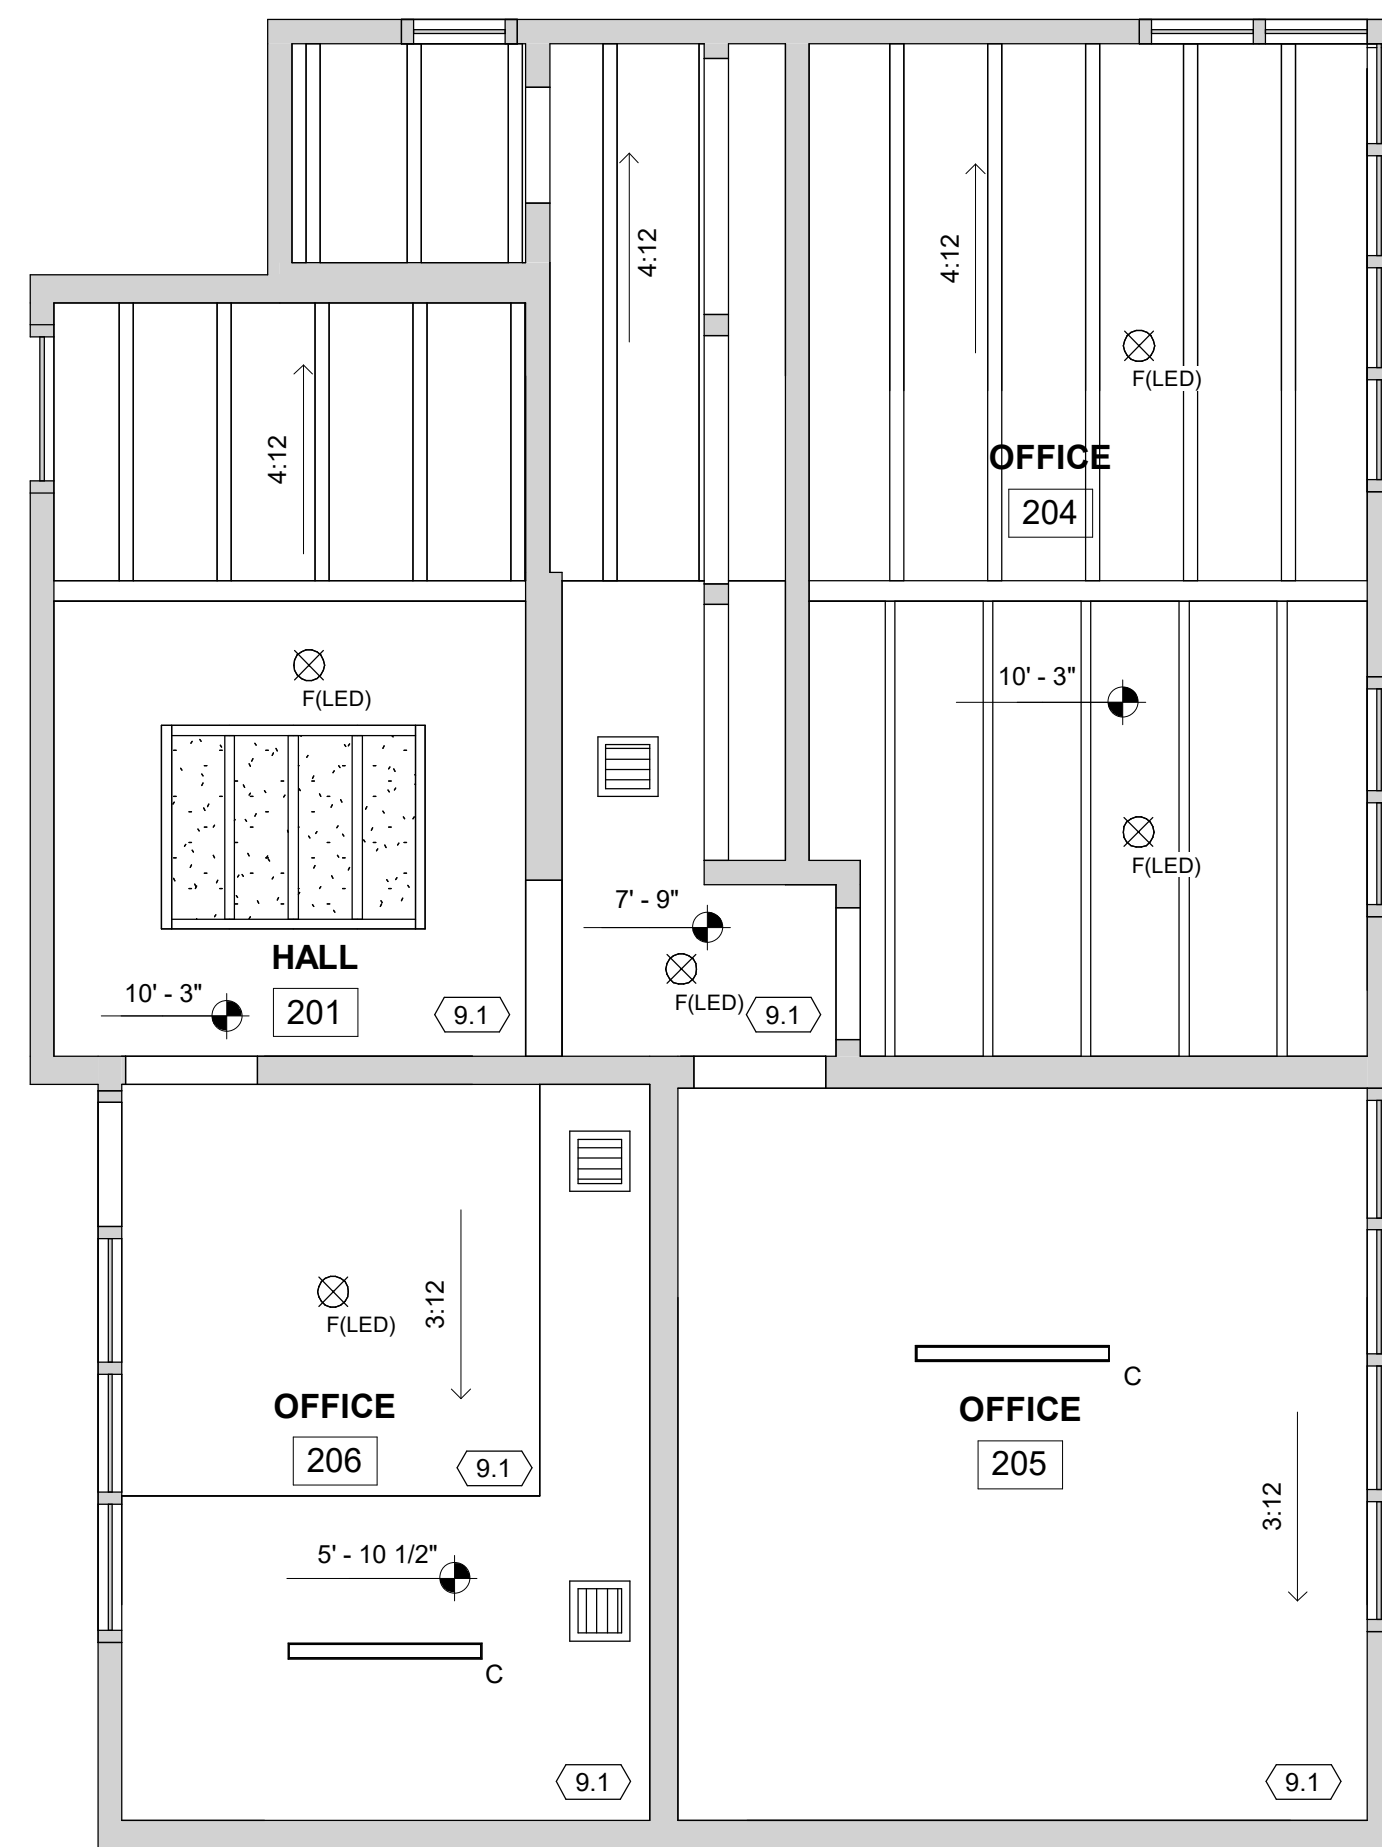 4:12
4:12
F(LED)
4:12
OFFICE
204
F(LED)
10' - 3"
F(LED)
7' - 9"
HALL
10' - 3"
201
9.1
F(LED)
9.1
3:12
F(LED)
C
OFFICE
206
9.1
OFFICE
205
3:12
5' - 10 1/2"
C
9.1
9.1